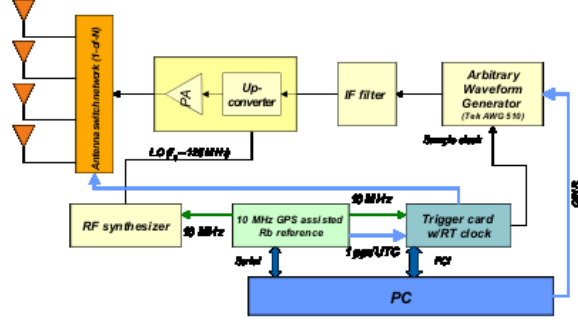 Antenna switch network (1-of-N)
PA
Up-
converter
IF filter
Arbitrary
Waveform
Generator
(Tek AWG 510)
Sample clock
GPIB
RF synthesizer
10 MHz
10 MHz GPS assisted
Rb reference
10 MHz
Trigger card
w/RT clock
1 pps/UTC
Serial
PCI
PC